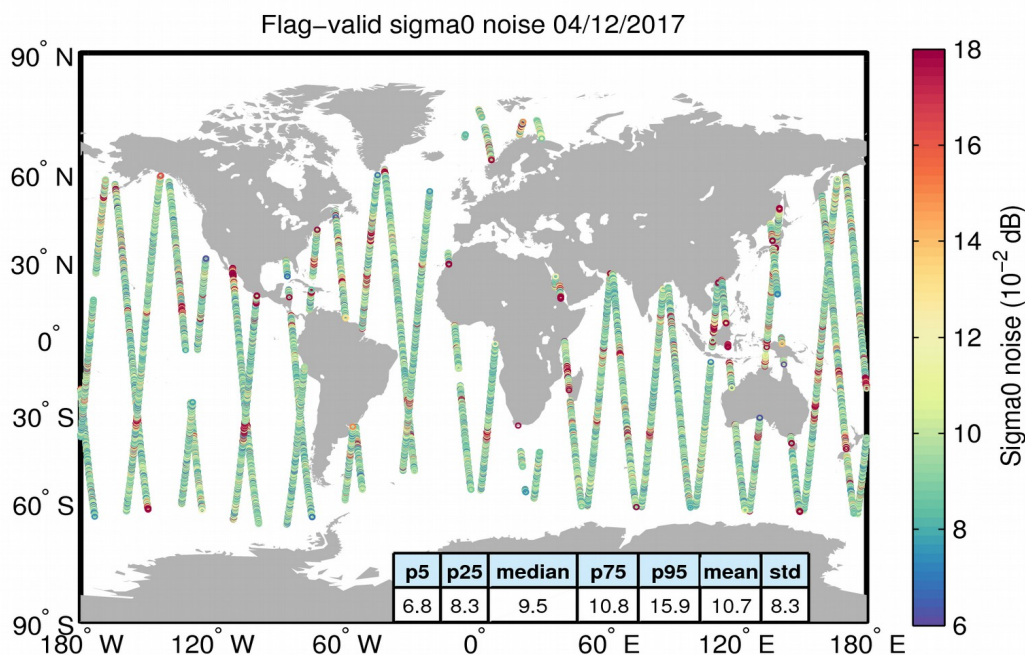 Flag−valid sigma0 noise 04/12/2017
90° N
60° N
30° N
0°
30° S
60° S
90° S
180° W
120° W
60° W
0°
60° E
120° E
180° E
p5 p25 median p75 p95 mean std
6.8 8.3 9.5 10.8 15.9 10.7 8.3
18
16
14
12
10
8
6
Sigma0 noise (10⁻² dB)